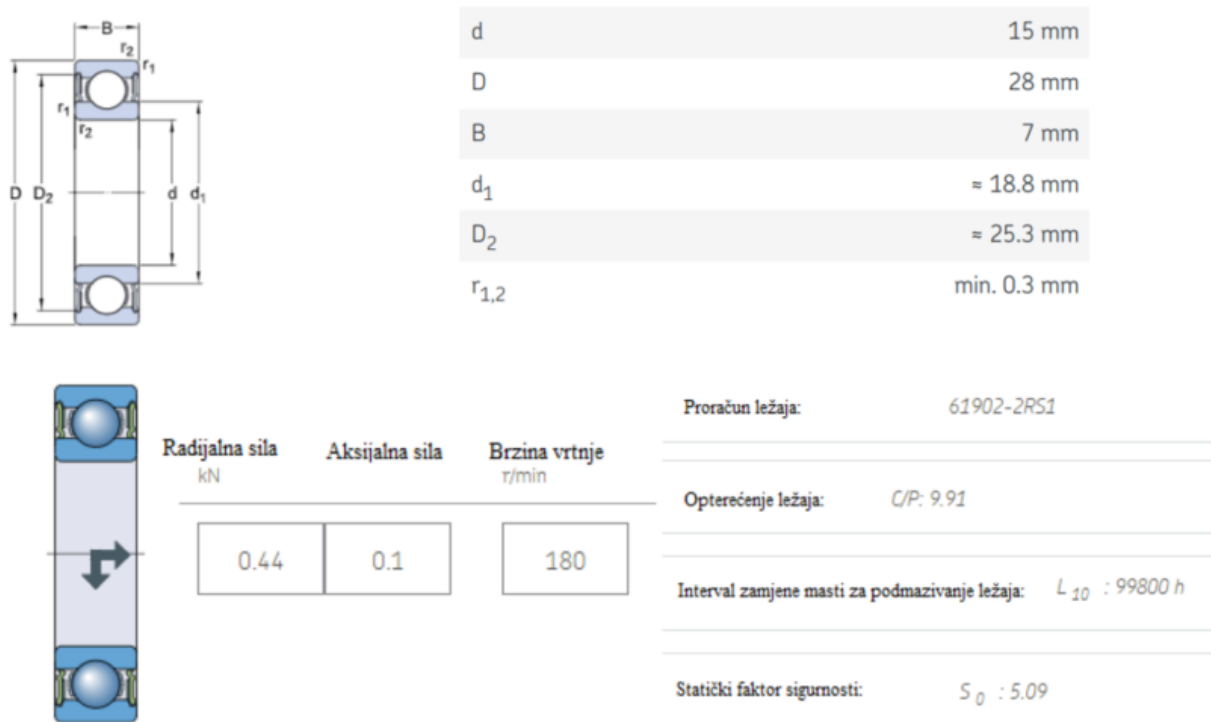 B
r2
r1
r1
r2
D D2 d d1
d 15 mm
D 28 mm
B 7 mm
d1 ≈ 18.8 mm
D2 ≈ 25.3 mm
r1,2 min. 0.3 mm
Radijalna sila Aksijalna sila Brzina vrtnje
kN r/min
0.44 0.1 180
Proračun ležaja: 61902-2RS1
Opterećenje ležaja: C/P: 9.91
Interval zamjene masti za podmazivanje ležaja: L 10 : 99800 h
Statički faktor sigurnosti: S 0 : 5.09